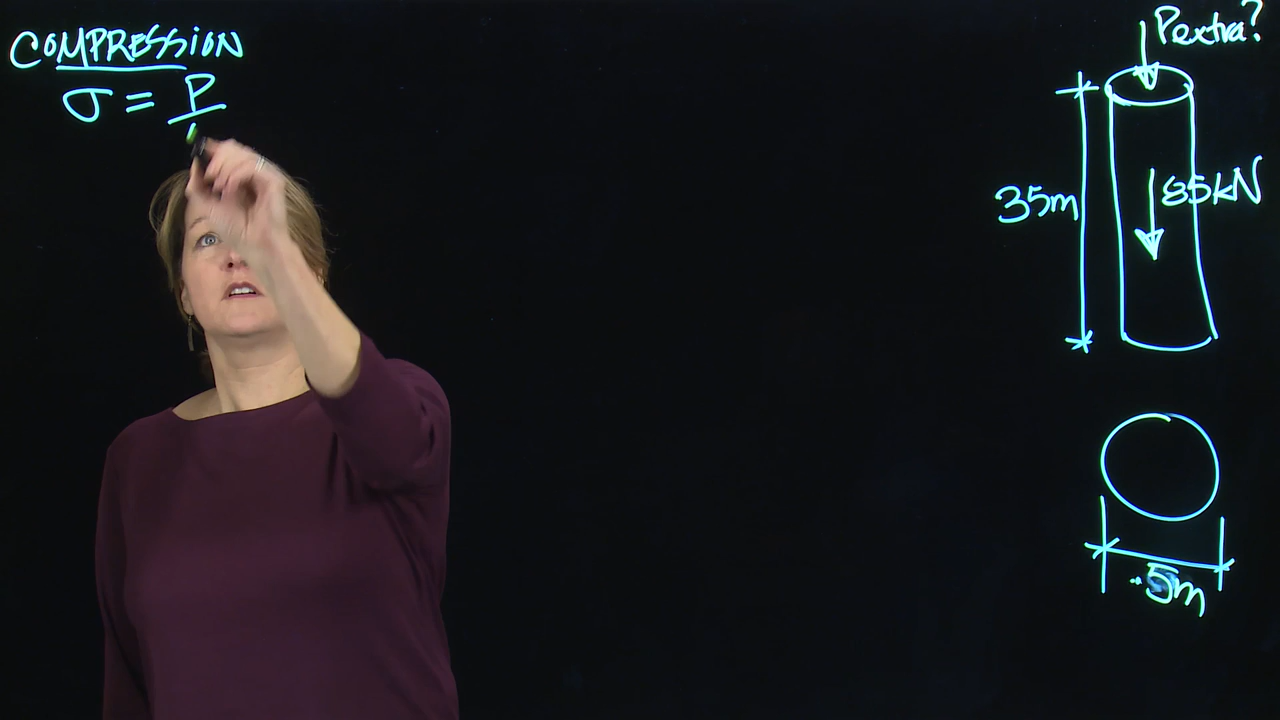 COMPRESSION
σ = P
Pextra?
35m
85kN
.5m